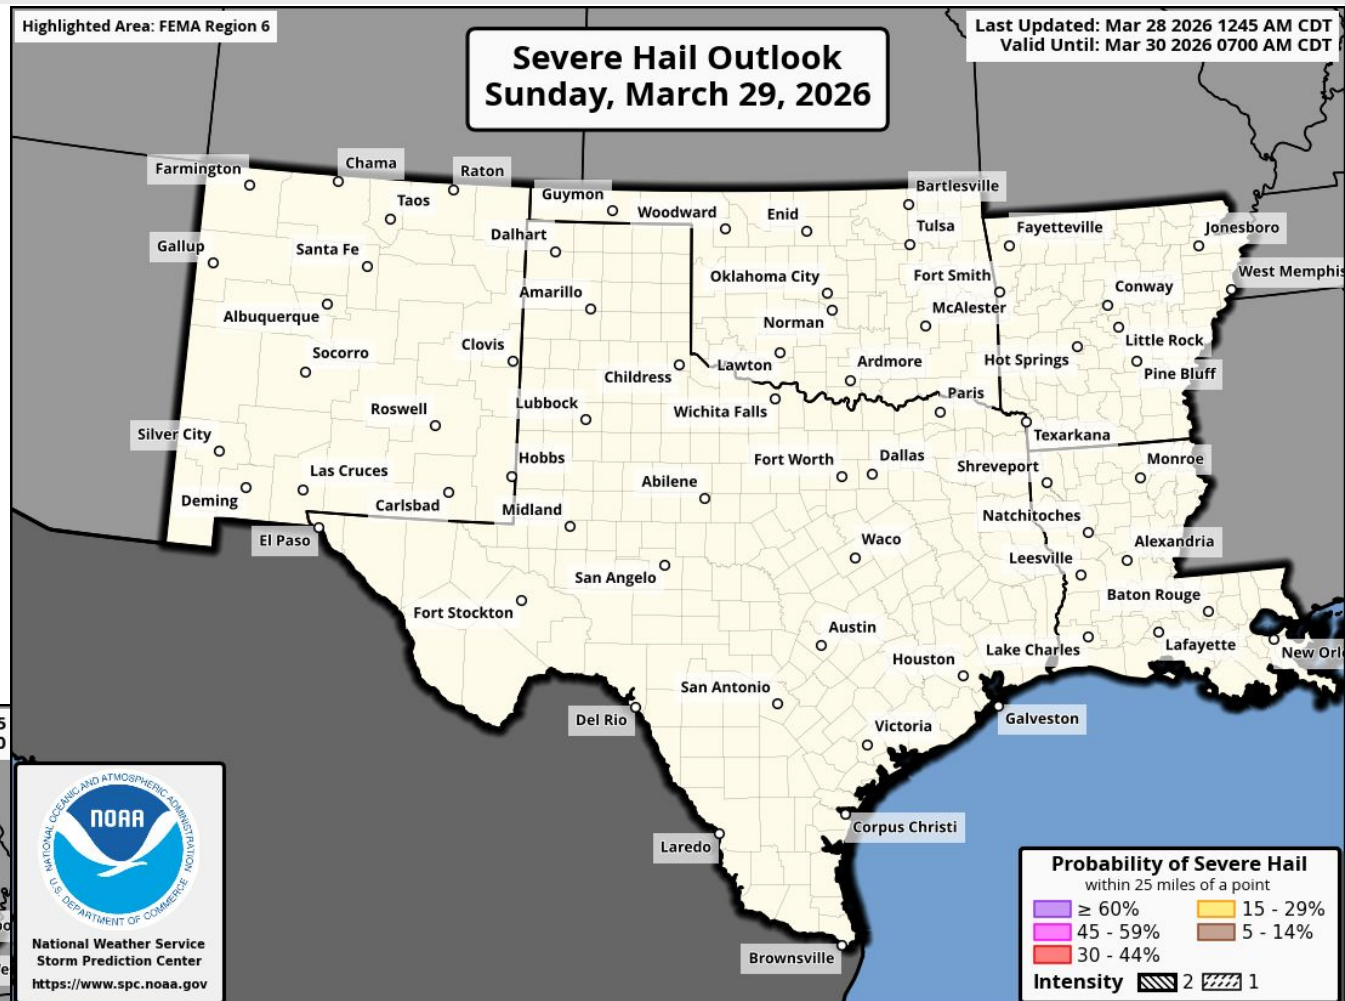 Highlighted Area: FEMA Region 6
Severe Hail Outlook
Sunday, March 29, 2026
Last Updated: Mar 28 2026 1245 AM CDT
Valid Until: Mar 30 2026 0700 AM CDT
Farmington
Chama
Raton
Taos
Guymon
Woodward
Enid
Bartlesville
Tulsa
Fayetteville
Jonesboro
Gallup
Santa Fe
Dalhart
Oklahoma City
Fort Smith
West Memphis
Amarillo
Conway
Albuquerque
Norman
McAlester
Socorro
Clovis
Childress
Lawton
Ardmore
Hot Springs
Little Rock
Pine Bluff
Roswell
Lubbock
Wichita Falls
Paris
Silver City
Texarkana
Las Cruces
Hobbs
Fort Worth
Dallas
Shreveport
Monroe
Deming
Carlsbad
Midland
Abilene
Natchitoches
El Paso
Waco
Alexandria
San Angelo
Leesville
Fort Stockton
Baton Rouge
Austin
Houston
Lake Charles
Lafayette
New Orl
San Antonio
Del Rio
Victoria
Galveston
Corpus Christi
Laredo
Brownsville
5
0
NATIONAL OCEANIC AND ATMOSPHERIC ADMINISTRATION
NOAA
U.S. DEPARTMENT OF COMMERCE
National Weather Service
Storm Prediction Center
https://www.spc.noaa.gov
Probability of Severe Hail
within 25 miles of a point
≥ 60% 15 - 29%
45 - 59% 5 - 14%
30 - 44%
Intensity 2 1